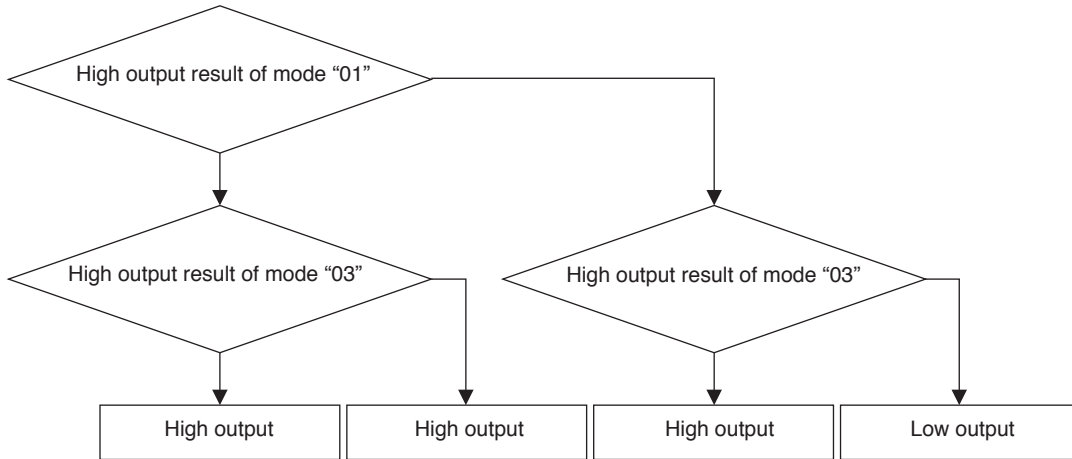 High output result of mode “01”
High output result of mode “03”
High output result of mode “03”
High output
High output
High output
Low output